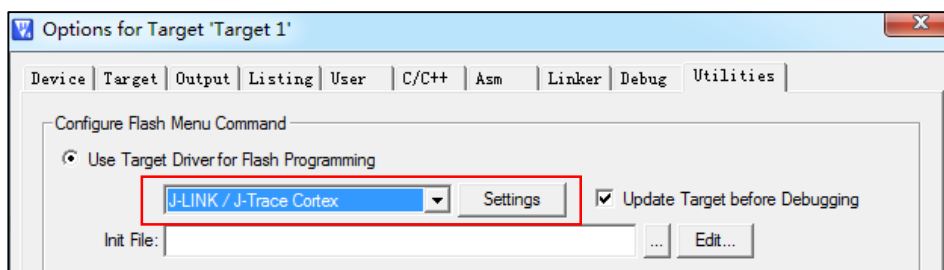 Options for Target 'Target 1'
Device Target Output Listing User C/C++ Asm Linker Debug Utilities
Configure Flash Menu Command
Use Target Driver for Flash Programming
J-LINK / J-Trace Cortex Settings Update Target before Debugging
Init File: ... Edit...